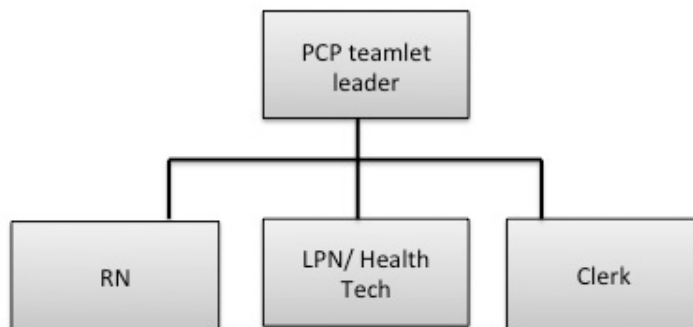 PCP teamlet
leader
RN
LPN/ Health
Tech
Clerk